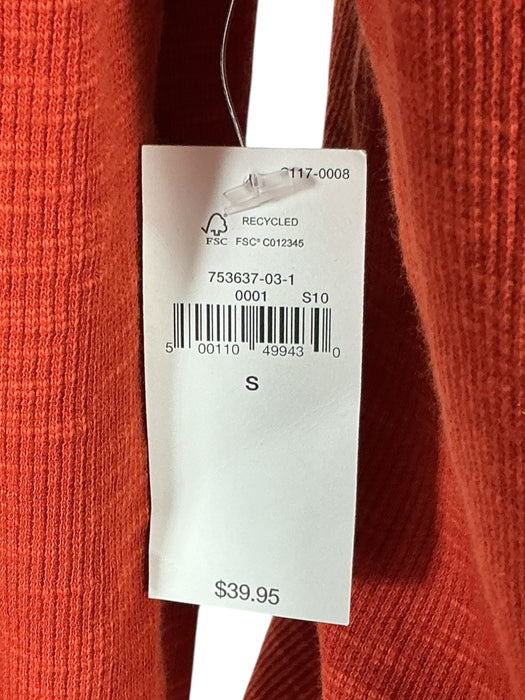 117-0008
RECYCLED
FSC FSC® C012345
753637-03-1
0001 S10
5 00110 49943 0
S
$39.95